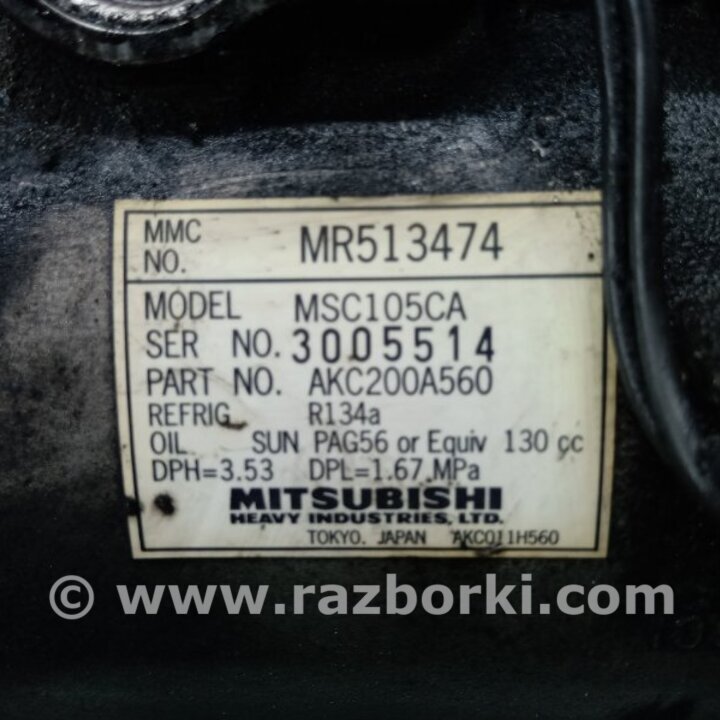 MMC NO. MR513474
MODEL MSC105CA
SER NO. 3005514
PART NO. AKC200A560
REFRIG R134a
OIL SUN PAG56 or Equiv 130 cc
DPH=3.53 DPL=1.67 MPa
MITSUBISHI
HEAVY INDUSTRIES, LTD.
TOKYO. JAPAN AKC011H560
© www.razborki.com